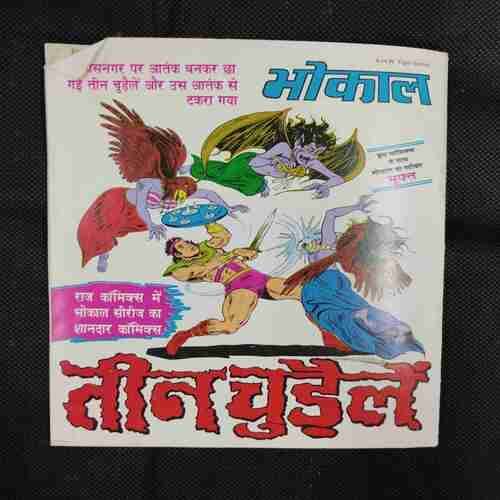 सनगर पर आतंक बनकर छा
गई तीन चुड़ैलें और उस आतंक से
टकरा गया
भोकाल
मुफ्त
राज कॉमिक्स में
भोकाल सीरीज का
शानदार कॉमिक्स
तीन चुड़ैलें